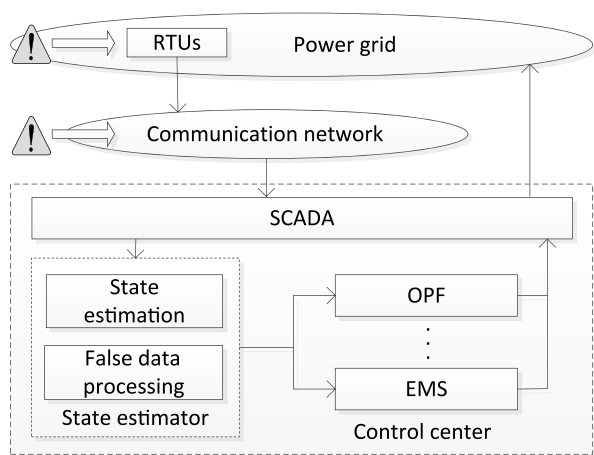 RTUs
Power grid
Communication network
SCADA
State
estimation
False data
processing
State estimator
OPF
EMS
Control center